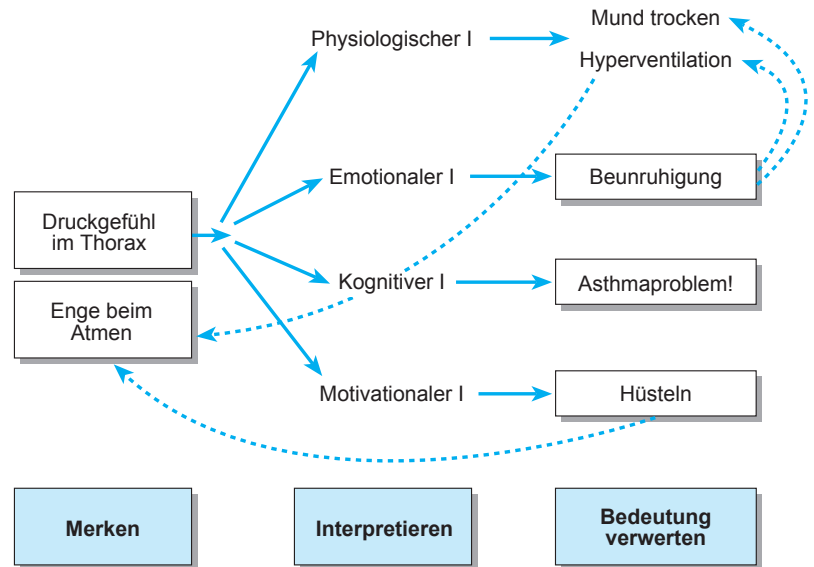 Mund trocken
Physiologischer I
Hyperventilation
Emotionaler I
Beunruhigung
Druckgefühl
im Thorax
Kognitiver I
Asthmaproblem!
Enge beim
Atmen
Motivationaler I
Hüsteln
Merken
Interpretieren
Bedeutung
verwerten